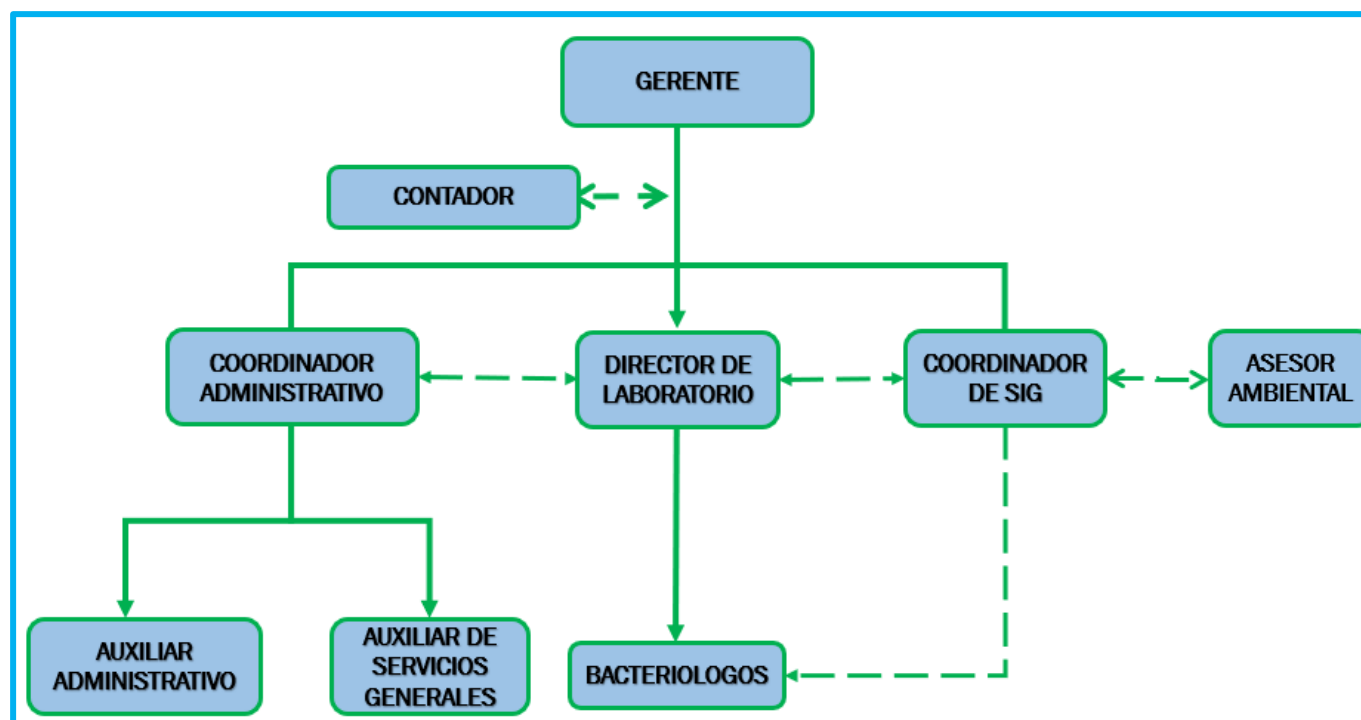 GERENTE
CONTADOR
COORDINADOR
ADMINISTRATIVO
DIRECTOR DE
LABORATORIO
COORDINADOR
DE SIG
ASESOR
AMBIENTAL
AUXILIAR
ADMINISTRATIVO
AUXILIAR DE
SERVICIOS
GENERALES
BACTERIOLOGOS